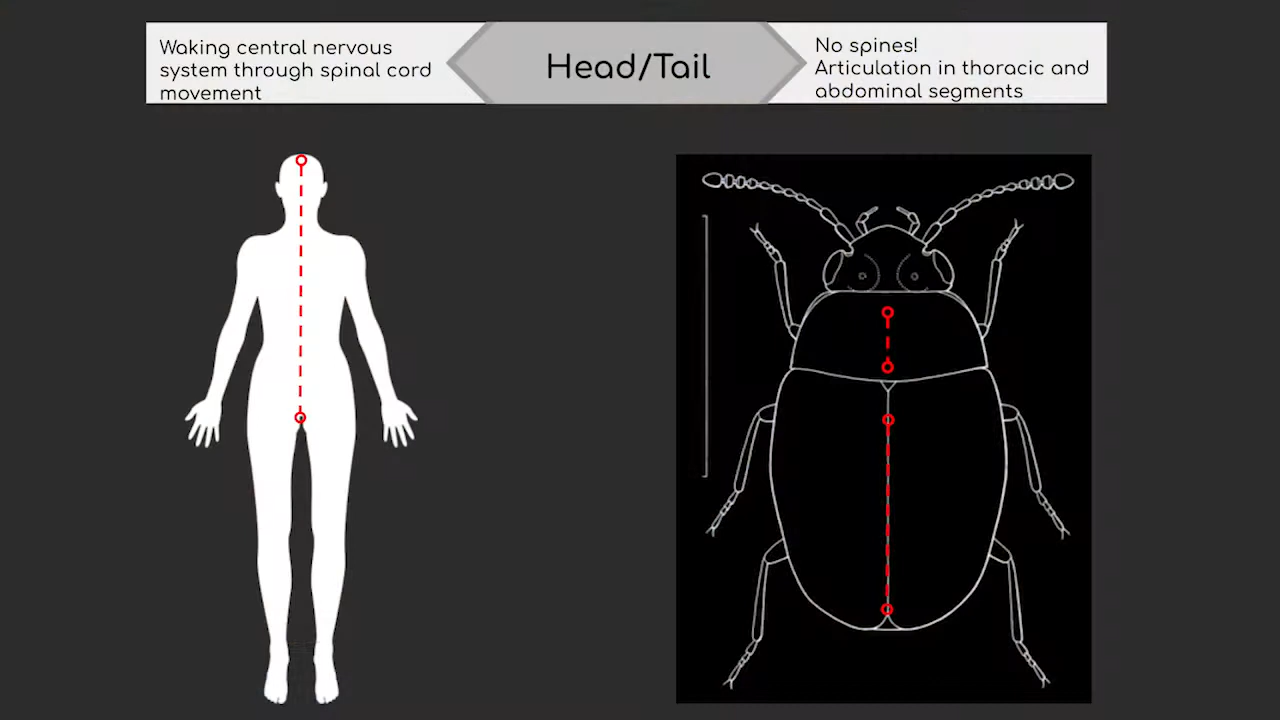 Waking central nervous
system through spinal cord
movement
Head/Tail
No spines!
Articulation in thoracic and
abdominal segments